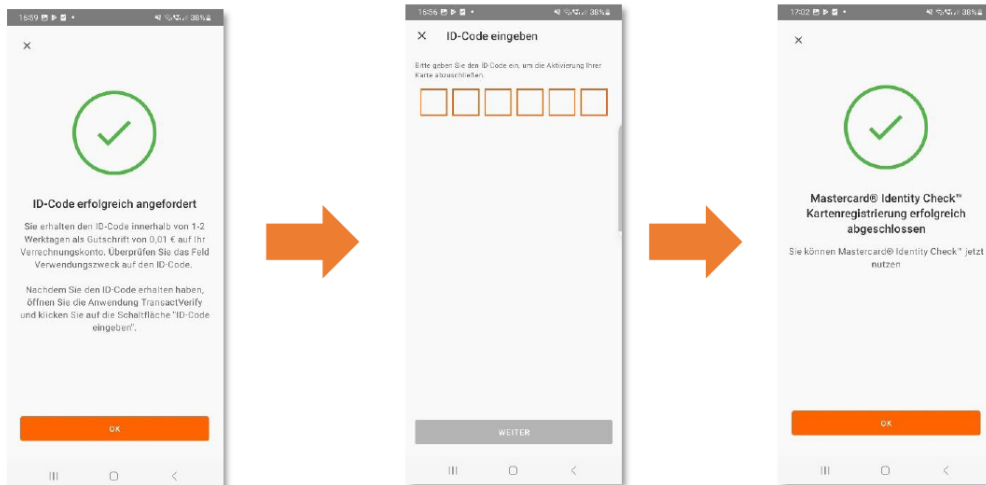 16:59
38%
ID-Code erfolgreich angefordert
Sie erhalten den ID-Code innerhalb von 1-2
Werktagen als Gutschrift von 0,01 € auf Ihr
Verrechnungskonto. Überprüfen Sie das Feld
Verwendungszweck auf den ID-Code.
Nachdem Sie den ID-Code erhalten haben,
öffnen Sie die Anwendung TransactVerify
und klicken Sie auf die Schaltfläche "ID-Code
eingeben".
OK
16:56
38%
ID-Code eingeben
Bitte geben Sie den ID-Code ein, um die Aktivierung Ihrer
Karte abzuschließen.
WEITER
17:02
38%
Mastercard® Identity Check™
Kartenregistrierung erfolgreich
abgeschlossen
Sie können Mastercard® Identity Check™ jetzt
nutzen
OK